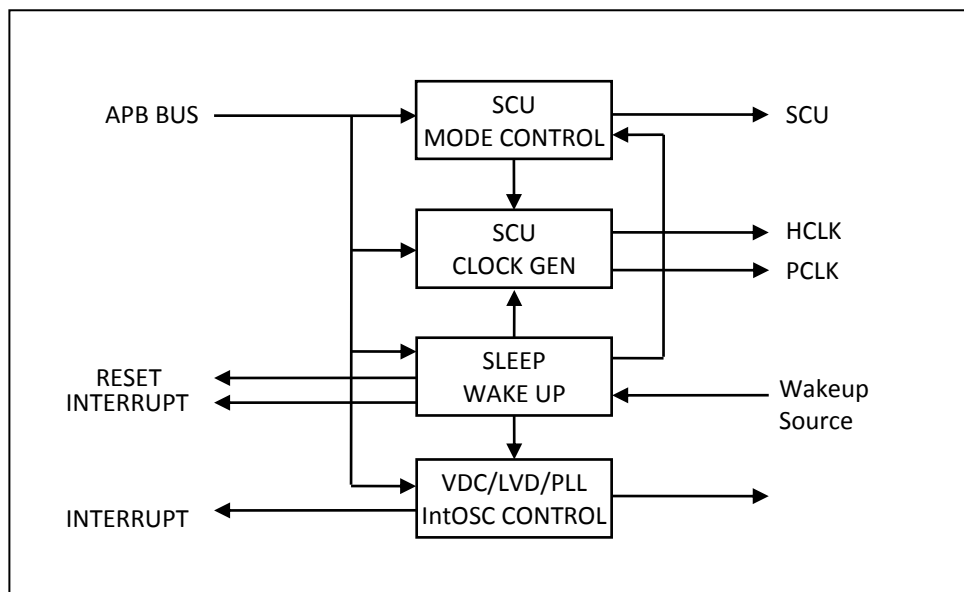 APB BUS
SCU
MODE CONTROL
SCU
SCU
CLOCK GEN
HCLK
PCLK
SLEEP
WAKE UP
RESET
INTERRUPT
Wakeup
Source
VDC/LVD/PLL
IntOSC CONTROL
INTERRUPT